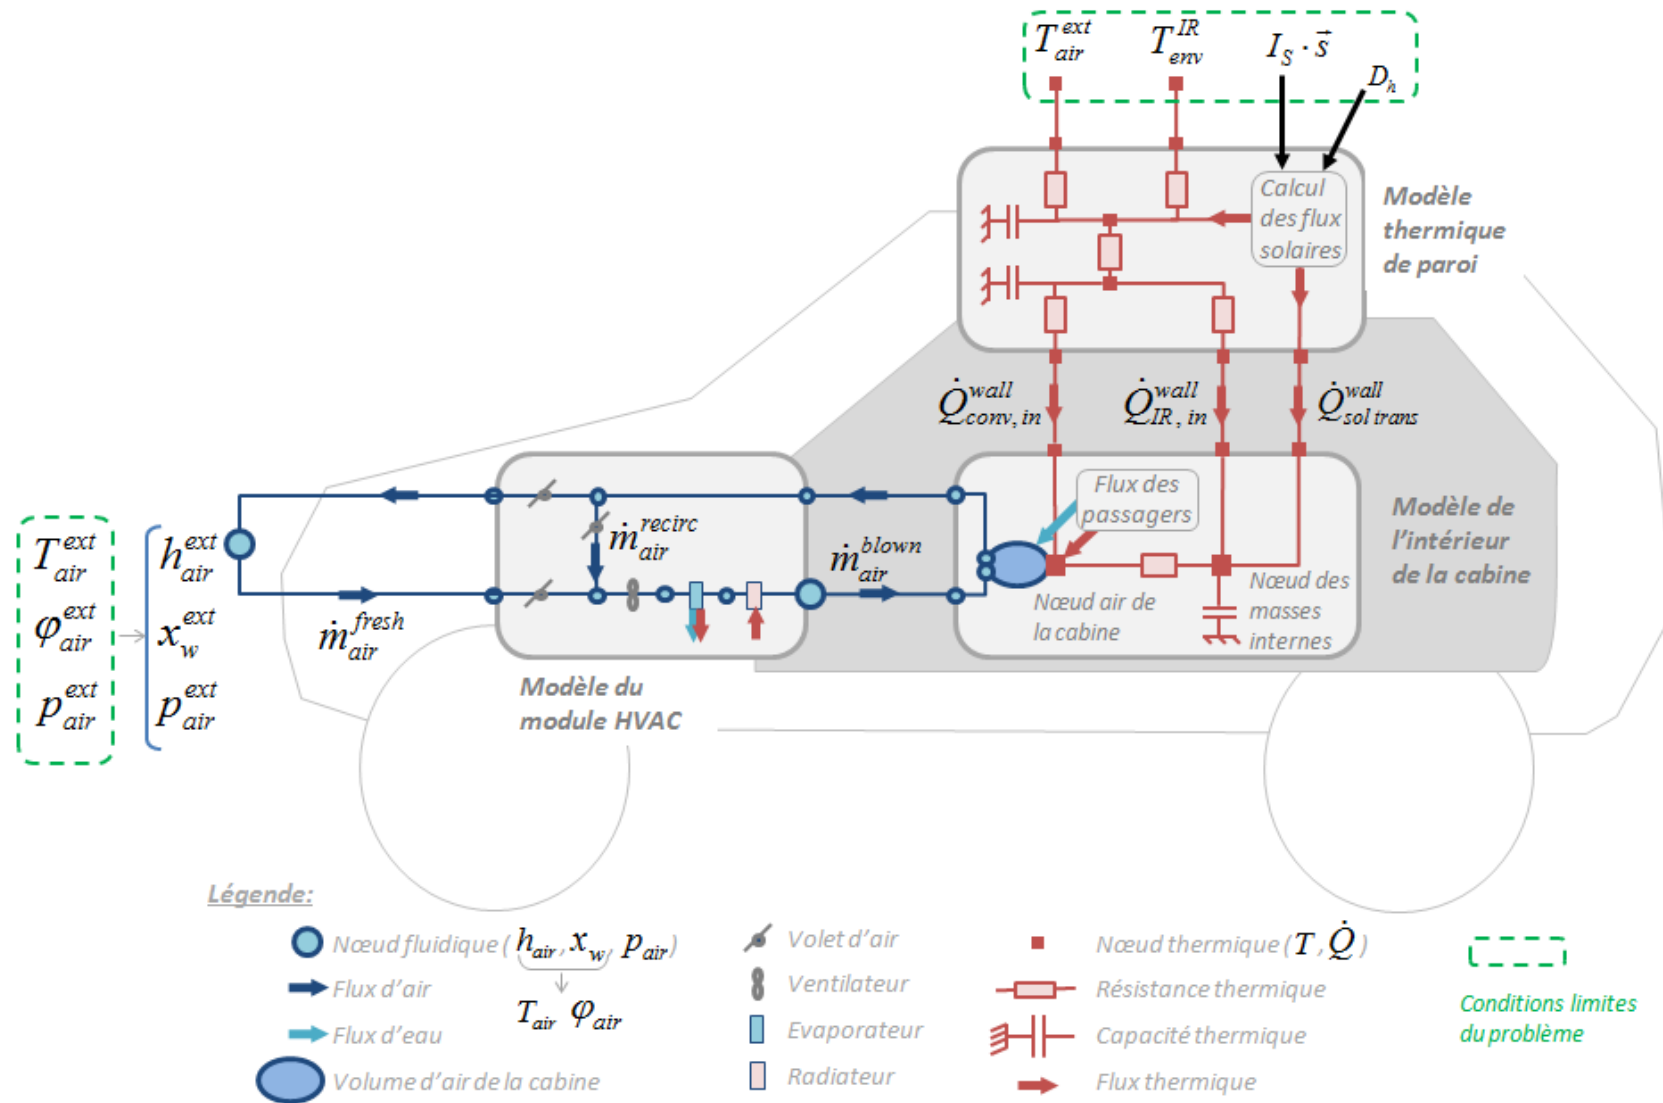 T_air^ext T_env^IR I_S · s⃗ D_h
Calcul
des flux
solaires
Modèle
thermique
de paroi
Q̇_conv, in^wall Q̇_IR, in^wall Q̇_sol trans^wall
Flux des
passagers
Modèle de
l'intérieur
de la cabine
Nœud air de
la cabine
Nœud des
masses
internes
ṁ_air^recirc
ṁ_air^blown
ṁ_air^fresh
T_air^ext h_air^ext
φ_air^ext x_w^ext
p_air^ext p_air^ext
Modèle du
module HVAC
Légende:
Nœud fluidique ( h_air, x_w, p_air)
T_air φ_air
Flux d'air
Flux d'eau
Volume d'air de la cabine
Volet d'air
Ventilateur
Evaporateur
Radiateur
Nœud thermique ( T , Q̇ )
Résistance thermique
Capacité thermique
Flux thermique
Conditions limites
du problème